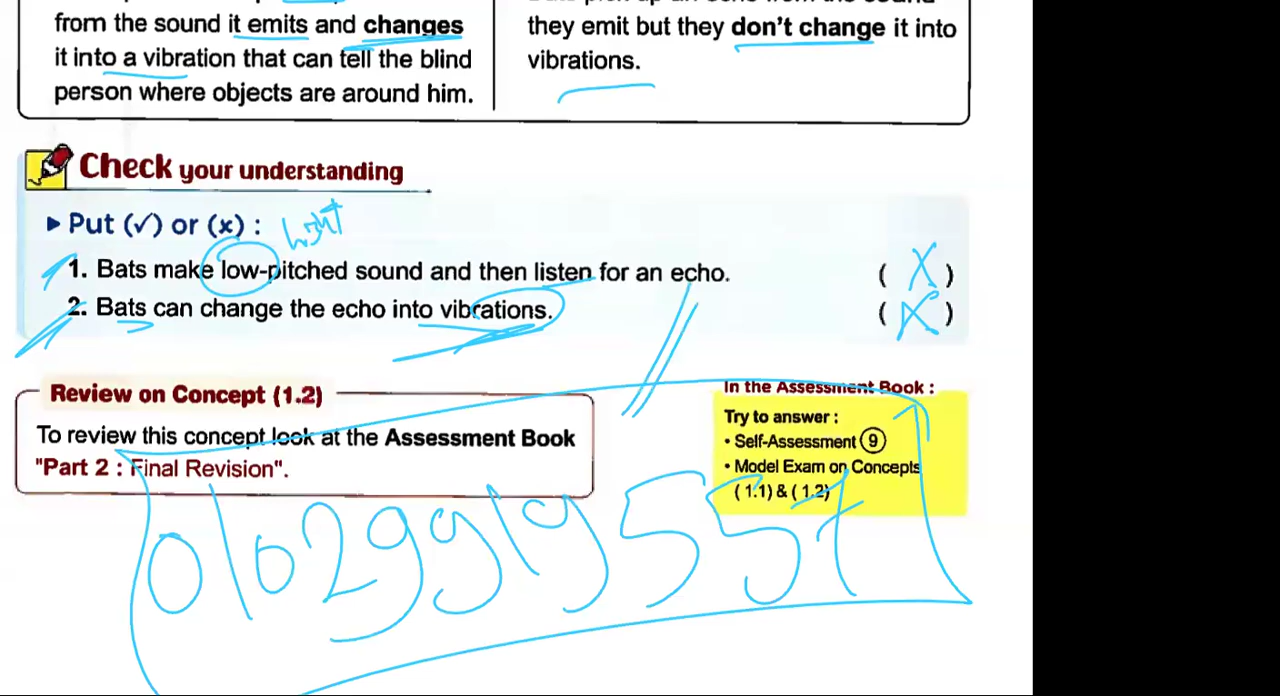 from the sound it emits and changes
it into a vibration that can tell the blind
person where objects are around him.
they emit but they don't change it into
vibrations.
Check your understanding
▶ Put (✓) or (x) :
1. Bats make low-pitched sound and then listen for an echo. ( X )
2. Bats can change the echo into vibrations. ( X )
Review on Concept (1.2)
To review this concept look at the Assessment Book
"Part 2 : Final Revision".
In the Assessment Book :
Try to answer :
• Self-Assessment 9
• Model Exam on Concepts
(1.1) & (1.2)
01029919557